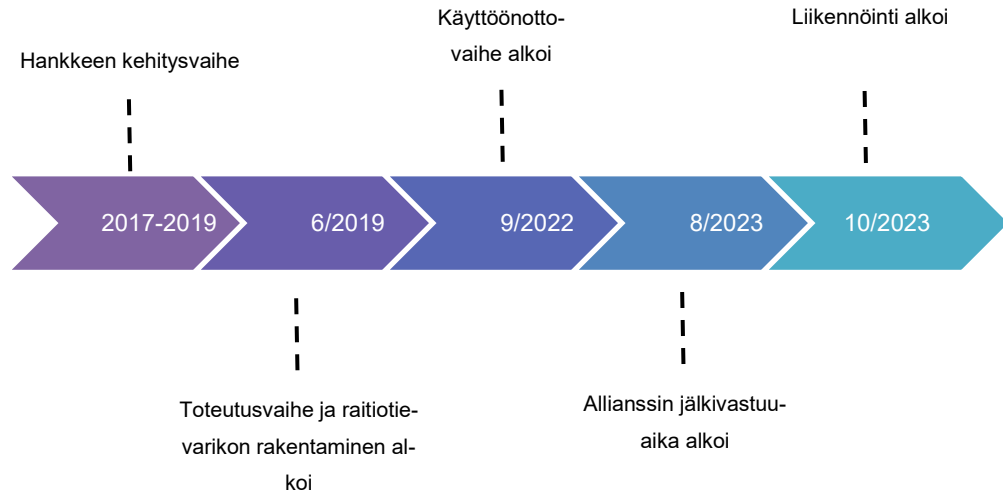 Käyttöönotto-
vaihe alkoi
Liikennöinti alkoi
Hankkeen kehitysvaihe
2017-2019
6/2019
9/2022
8/2023
10/2023
Toteutusvaihe ja raitiotie-
varikon rakentaminen al-
koi
Allianssin jälkivastuu-
aika alkoi